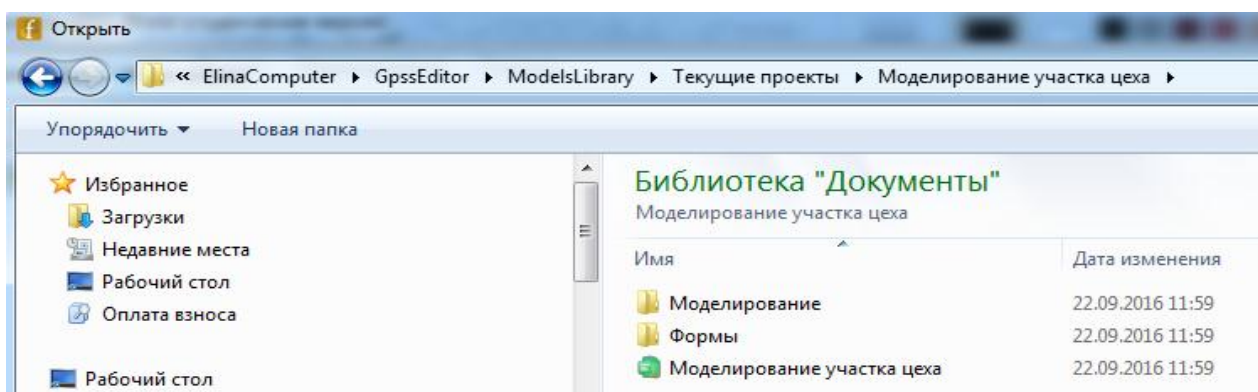 Открыть
« ElinaComputer ▸ GpssEditor ▸ ModelsLibrary ▸ Текущие проекты ▸ Моделирование участка цеха ▸
Упорядочить ▾ Новая папка
Избранное
Загрузки
Недавние места
Рабочий стол
Оплата взноса
Рабочий стол
Библиотека "Документы"
Моделирование участка цеха
Имя Дата изменения
Моделирование 22.09.2016 11:59
Формы 22.09.2016 11:59
Моделирование участка цеха 22.09.2016 11:59